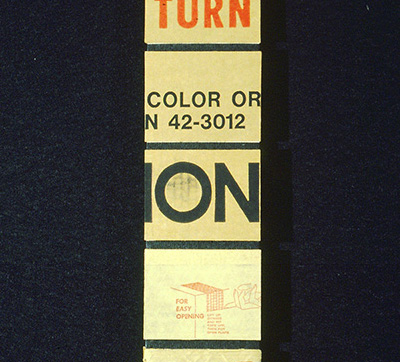 TURN
COLOR OR
N 42-3012
ION
FOR
EASY
OPENING